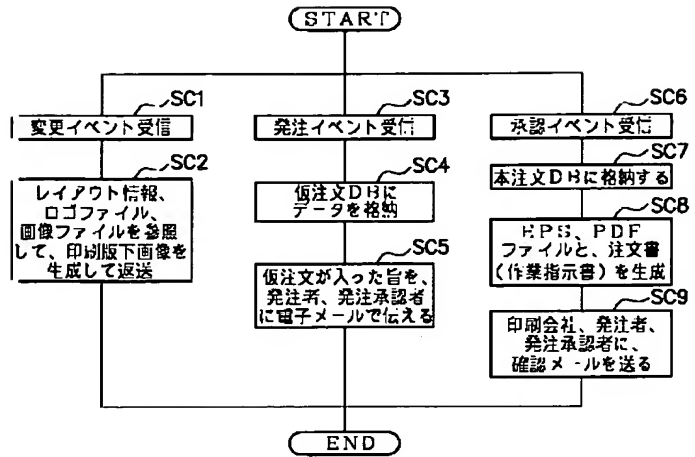 START
SC1
変更イベント受信
SC2
レイアウト情報、
ロゴファイル、
画像ファイルを参照
して、印刷版下画像を
生成して返送
SC3
発注イベント受信
SC4
仮注文DBに
データを格納
SC5
仮注文が入った旨を、
発注者、発注承認者
に電子メールで伝える
SC6
承認イベント受信
SC7
本注文DBに格納する
SC8
EPS、PDF
ファイルと、注文書
(作業指示書)を生成
SC9
印刷会社、発注者、
発注承認者に、
確認メールを送る
END